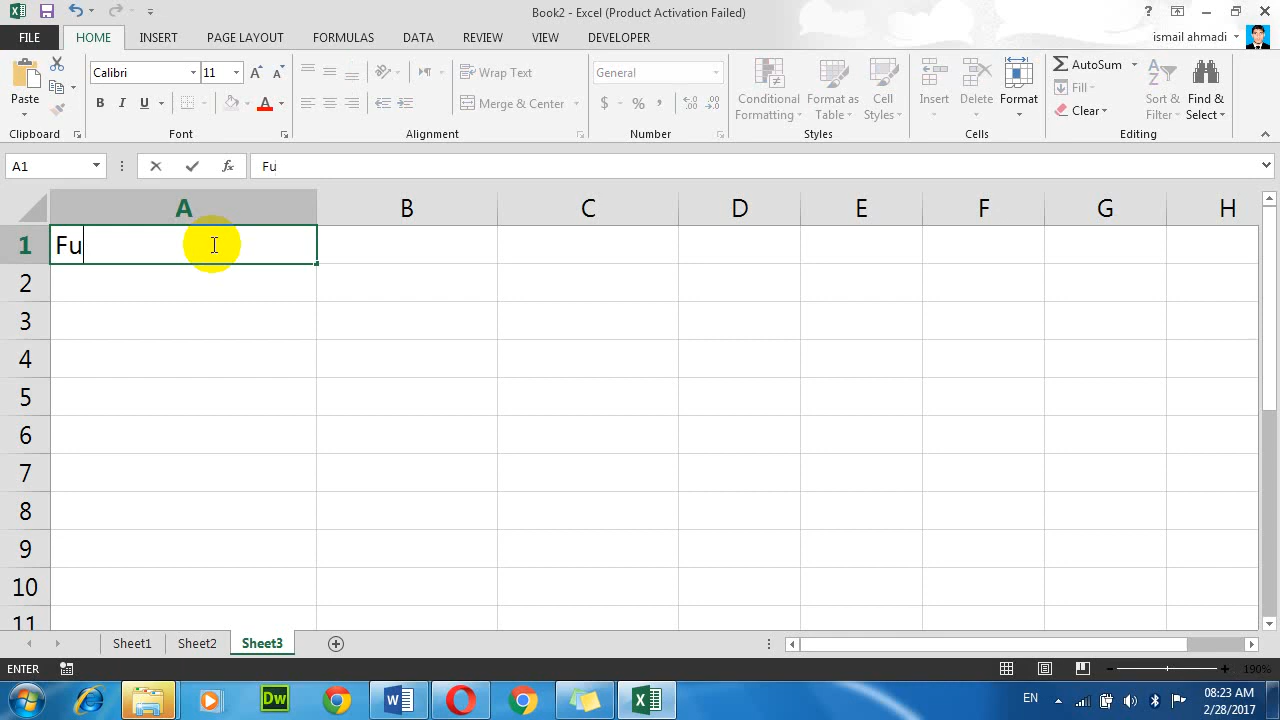 Book2 - Excel (Product Activation Failed)
?
FILE HOME INSERT PAGE LAYOUT FORMULAS DATA REVIEW VIEW DEVELOPER ismail ahmadi
Paste
Calibri 11
B I U A
Wrap Text
Merge & Center
General
$ % ,
Conditional Formatting
Format as Table
Cell Styles
Insert Delete Format
AutoSum
Fill
Clear
Sort & Filter
Find & Select
Clipboard Font Alignment Number Styles Cells Editing
A1 fx Fu
A B C D E F G H
1 Fu
2
3
4
5
6
7
8
9
10
11
Sheet1 Sheet2 Sheet3
ENTER 190%
Dw EN 08:23 AM
2/28/2017